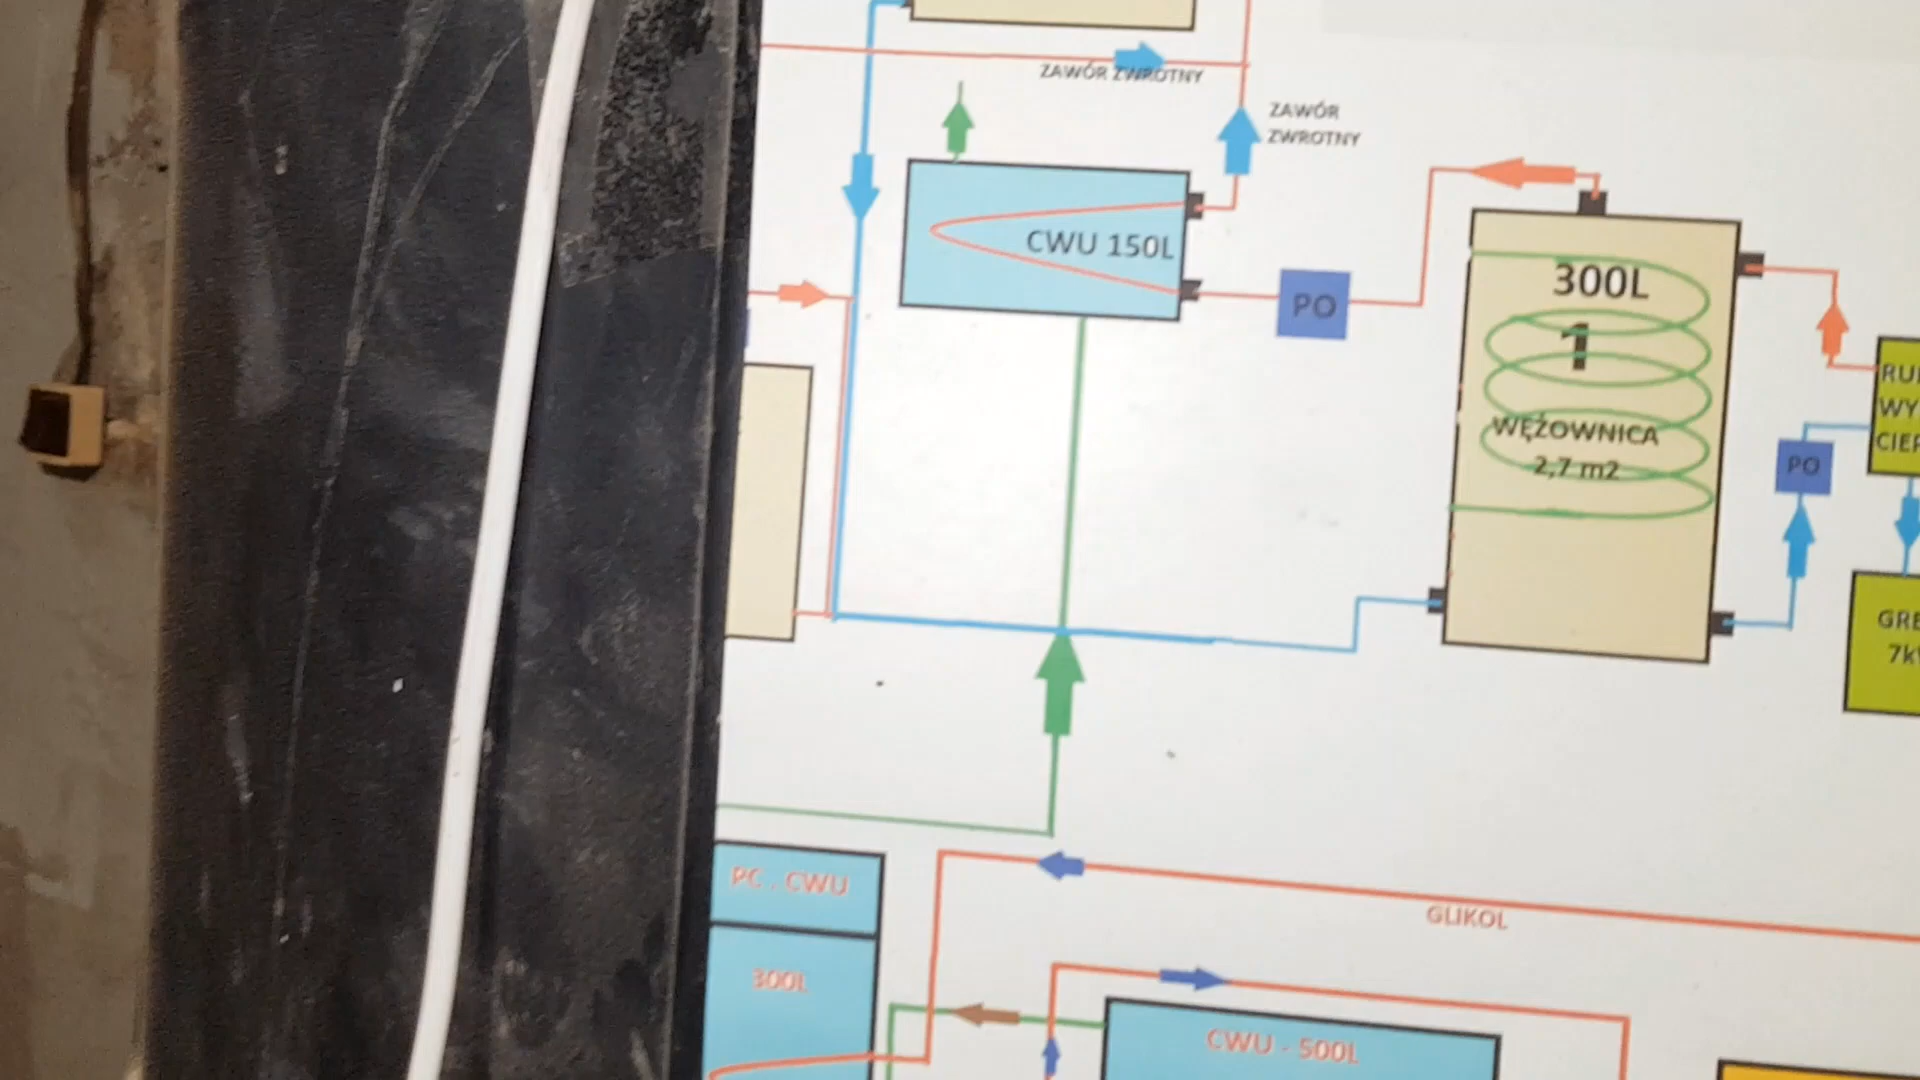 ZAWÓR ZWROTNY
ZAWÓR
ZWROTNY
CWU 150L
PO
300L
1
WĘŻOWNICA
2,7 m2
PO
PC . CWU
300L
GLIKOL
CWU - 500L